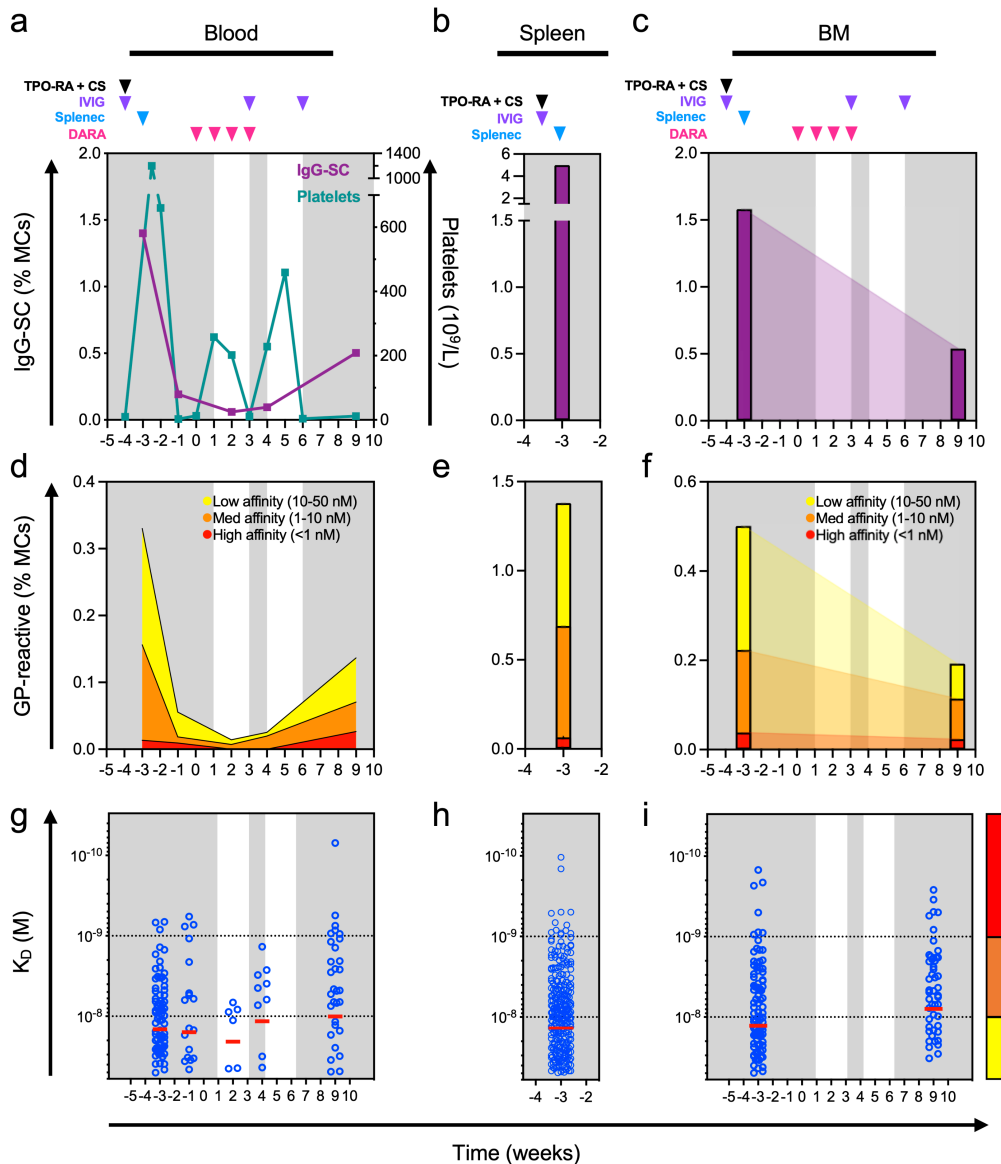 a Blood
b Spleen
c BM
TPO-RA + CS
IVIG
Splenec
DARA
TPO-RA + CS
IVIG
Splenec
TPO-RA + CS
IVIG
Splenec
DARA
IgG-SC (% MCs)
2.0
1.5
1.0
0.5
0.0
IgG-SC
Platelets
1400
1000
600
400
200
0
-5 -4 -3 -2 -1 0 1 2 3 4 5 6 7 8 9 10
Platelets (10⁹/L)
6
4
2
1.5
1.0
0.5
0.0
-4 -3 -2
2.0
1.5
1.0
0.5
0.0
-5 -4 -3 -2 -1 0 1 2 3 4 5 6 7 8 9 10
d
GP-reactive (% MCs)
0.4
0.3
0.2
0.1
0.0
Low affinity (10-50 nM)
Med affinity (1-10 nM)
High affinity (<1 nM)
-5 -4 -3 -2 -1 0 1 2 3 4 5 6 7 8 9 10
e
1.5
1.0
0.5
0.0
-4 -3 -2
f
0.6
0.4
0.2
0.0
Low affinity (10-50 nM)
Med affinity (1-10 nM)
High affinity (<1 nM)
-5 -4 -3 -2 -1 0 1 2 3 4 5 6 7 8 9 10
g
K_D (M)
10⁻¹⁰
10⁻⁹
10⁻⁸
-5 -4 -3 -2 -1 0 1 2 3 4 5 6 7 8 9 10
h
10⁻¹⁰
10⁻⁹
10⁻⁸
-4 -3 -2
i
10⁻¹⁰
10⁻⁹
10⁻⁸
-5 -4 -3 -2 -1 0 1 2 3 4 5 6 7 8 9 10
Time (weeks)